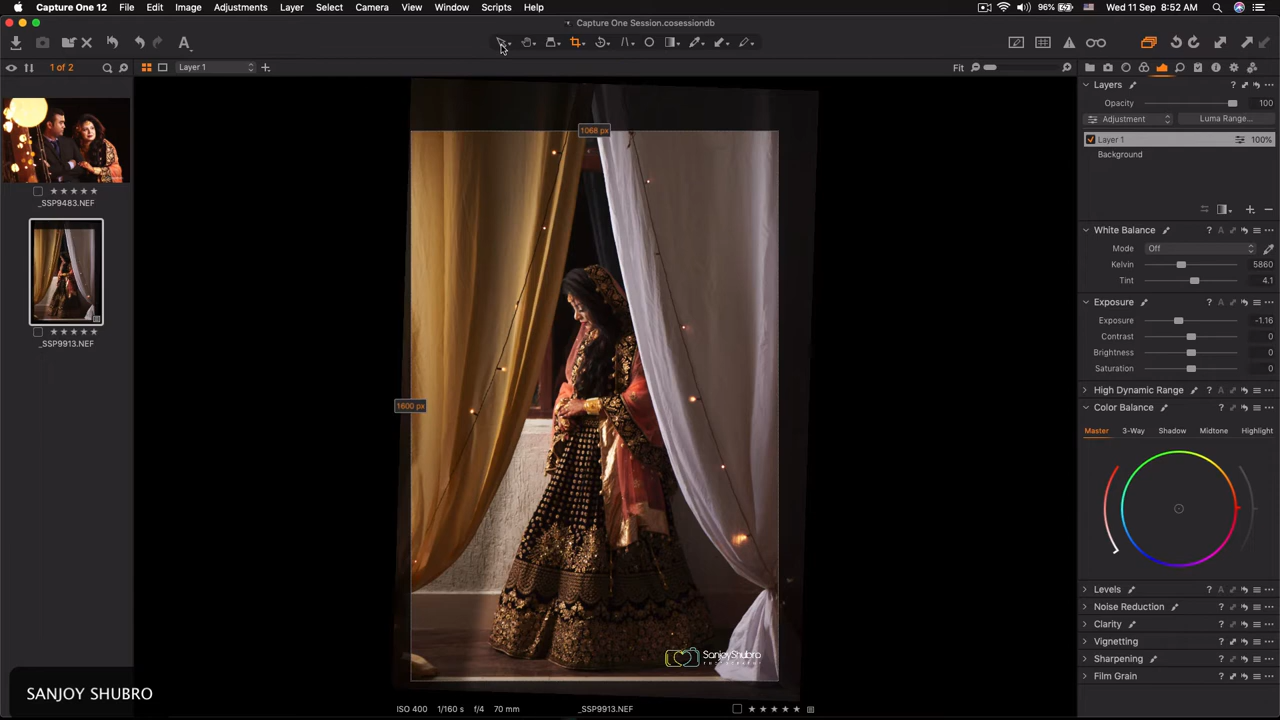 Capture One 12 File Edit Image Adjustments Layer Select Camera View Window Scripts Help
96% Wed 11 Sep 8:52 AM
Capture One Session.cosessiondb
1 of 2
Layer 1
Fit
_SSP9483.NEF
_SSP9913.NEF
1068 px
1600 px
SanjoyShubro
SANJOY SHUBRO
ISO 400 1/160 s f/4 70 mm _SSP9913.NEF
Layers
Opacity 100
Adjustment Luma Range...
Layer 1 100%
Background
White Balance
Mode Off
Kelvin 5860
Tint 4.1
Exposure
Exposure -1.16
Contrast 0
Brightness 0
Saturation 0
High Dynamic Range
Color Balance
Master 3-Way Shadow Midtone Highlight
Levels
Noise Reduction
Clarity
Vignetting
Sharpening
Film Grain